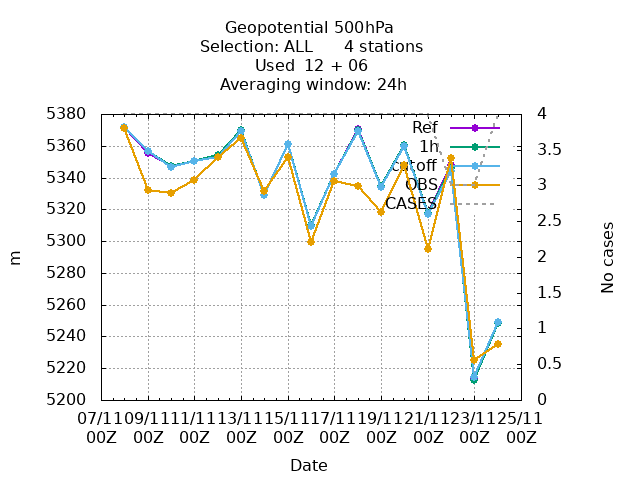 Geopotential 500hPa
Selection: ALL      4 stations
Used  12 + 06
Averaging window: 24h
5380
5360
5340
5320
5300
5280
5260
5240
5220
5200
4
3.5
3
2.5
2
1.5
1
0.5
0
m
No cases
Ref
1h
cutoff
OBS
CASES
07/11 09/11 11/11 13/11 15/11 17/11 19/11 21/11 23/11 25/11
00Z 00Z 00Z 00Z 00Z 00Z 00Z 00Z 00Z 00Z
Date